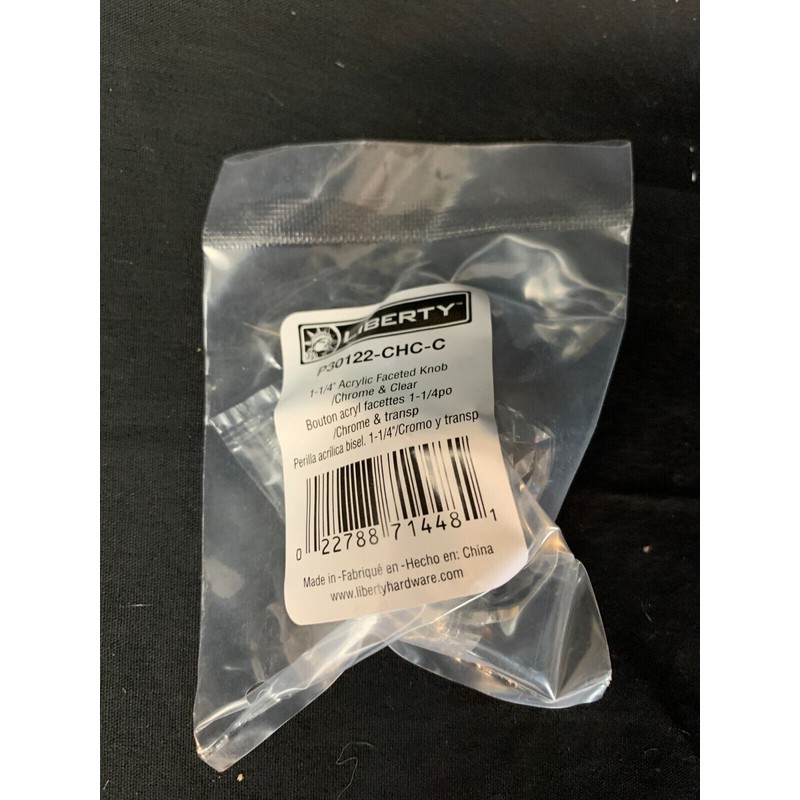 LIBERTY™
P30122-CHC-C
1-1/4" Acrylic Faceted Knob
/Chrome & Clear
Bouton acryl facettes 1-1/4po
/Chrome & transp
Perilla acrílica bisel. 1-1/4"/Cromo y transp
0 22788 71448 1
Made in -Fabriqué en -Hecho en: China
www.libertyhardware.com